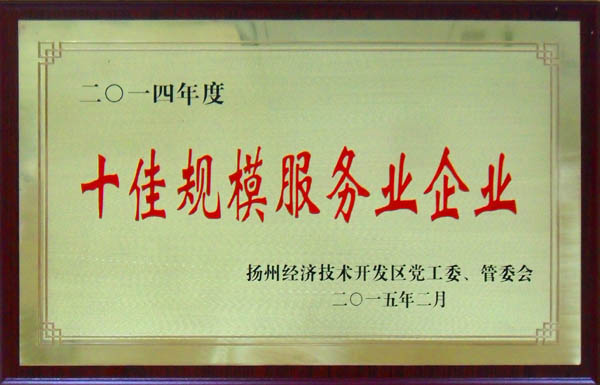 二〇一四年度
十佳规模服务业企业
扬州经济技术开发区党工委、管委会
二〇一五年二月